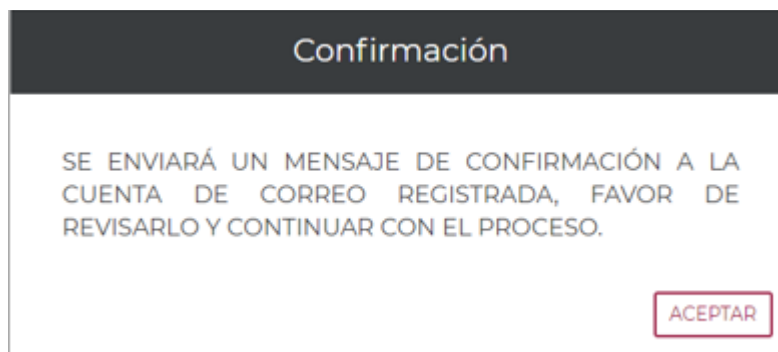 Confirmación
SE ENVIARÁ UN MENSAJE DE CONFIRMACIÓN A LA
CUENTA DE CORREO REGISTRADA, FAVOR DE
REVISARLO Y CONTINUAR CON EL PROCESO.
ACEPTAR